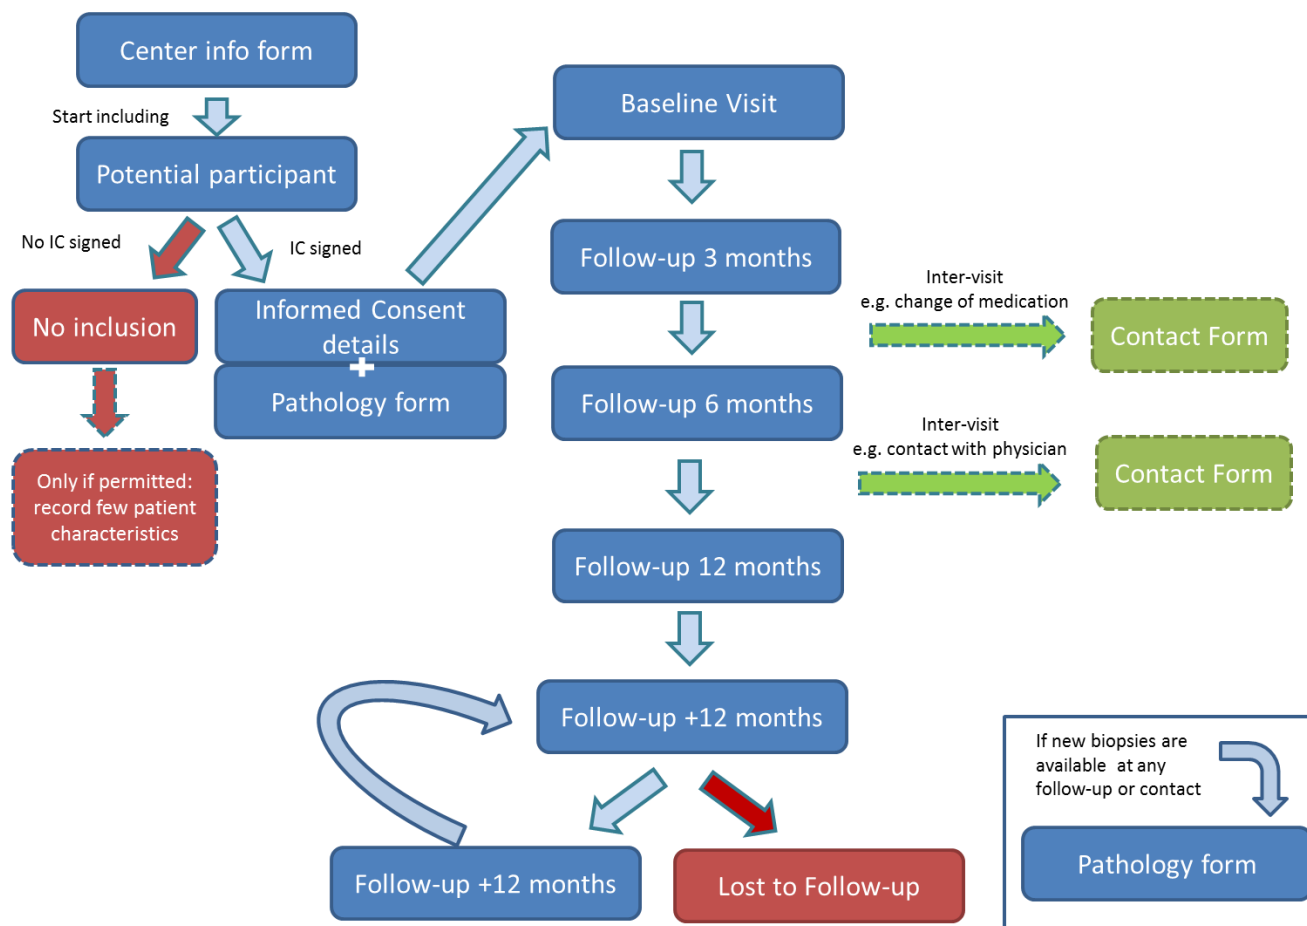 Center info form
Start including
Potential participant
No IC signed
IC signed
No inclusion
Only if permitted:
record few patient
characteristics
Informed Consent
details
+
Pathology form
Baseline Visit
Follow-up 3 months
Inter-visit
e.g. change of medication
Contact Form
Follow-up 6 months
Inter-visit
e.g. contact with physician
Contact Form
Follow-up 12 months
Follow-up +12 months
Follow-up +12 months
Lost to Follow-up
If new biopsies are
available at any
follow-up or contact
Pathology form